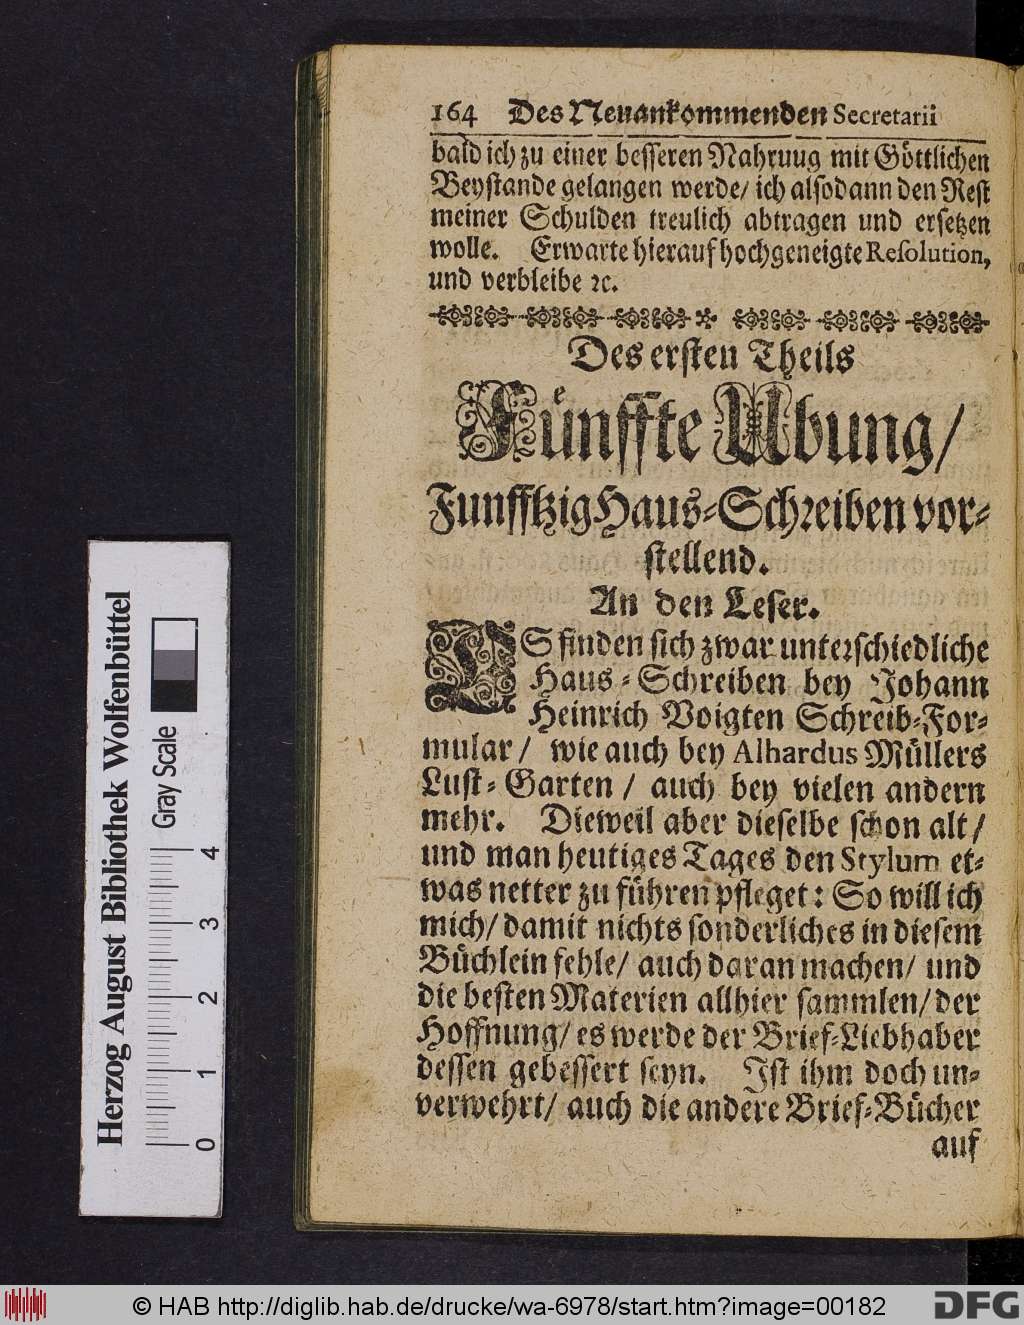 164 Des Neuankommenden Secretarii
bald ich zu einer besseren Nahruug mit Göttlichen
Beystande gelangen werde/ ich alsodann den Rest
meiner Schulden treulich abtragen und ersetzen
wolle. Erwarte hierauf hochgeneigte Resolution,
und verbleibe ꝛc.
Des ersten Theils
Fuͤnffte Ubung/
Funfftzig Haus-Schreiben vor-
stellend.
An den Leser.
ES finden sich zwar unterschiedliche
Haus-Schreiben bey Johann
Heinrich Voigten Schreib-For-
mular/ wie auch bey Alhardus Müllers
Lust-Garten/ auch bey vielen andern
mehr. Dieweil aber dieselbe schon alt/
und man heutiges Tages den Stylum et-
was netter zu führen pfleget: So will ich
mich/ damit nichts sonderliches in diesem
Büchlein fehle/ auch daran machen/ und
die besten Materien allhier sammlen/ der
Hoffnung/ es werde der Brief-Liebhaber
dessen gebessert seyn. Ist ihm doch un-
verwehrt/ auch die andere Brief-Bücher
auf
Herzog August Bibliothek Wolfenbüttel
Gray Scale
0 1 2 3 4
© HAB http://diglib.hab.de/drucke/wa-6978/start.htm?image=00182
DFG